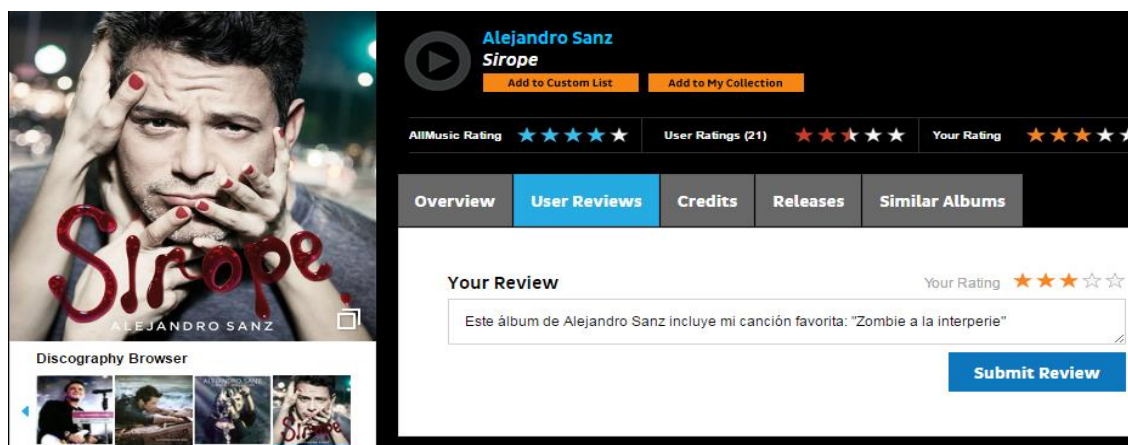 Alejandro Sanz
Sirope
Add to Custom List Add to My Collection
AllMusic Rating User Ratings (21) Your Rating
Overview User Reviews Credits Releases Similar Albums
Sirope
ALEJANDRO SANZ
Your Review Your Rating
Este álbum de Alejandro Sanz incluye mi canción favorita: "Zombie a la interperie"
Submit Review
Discography Browser
Sirope